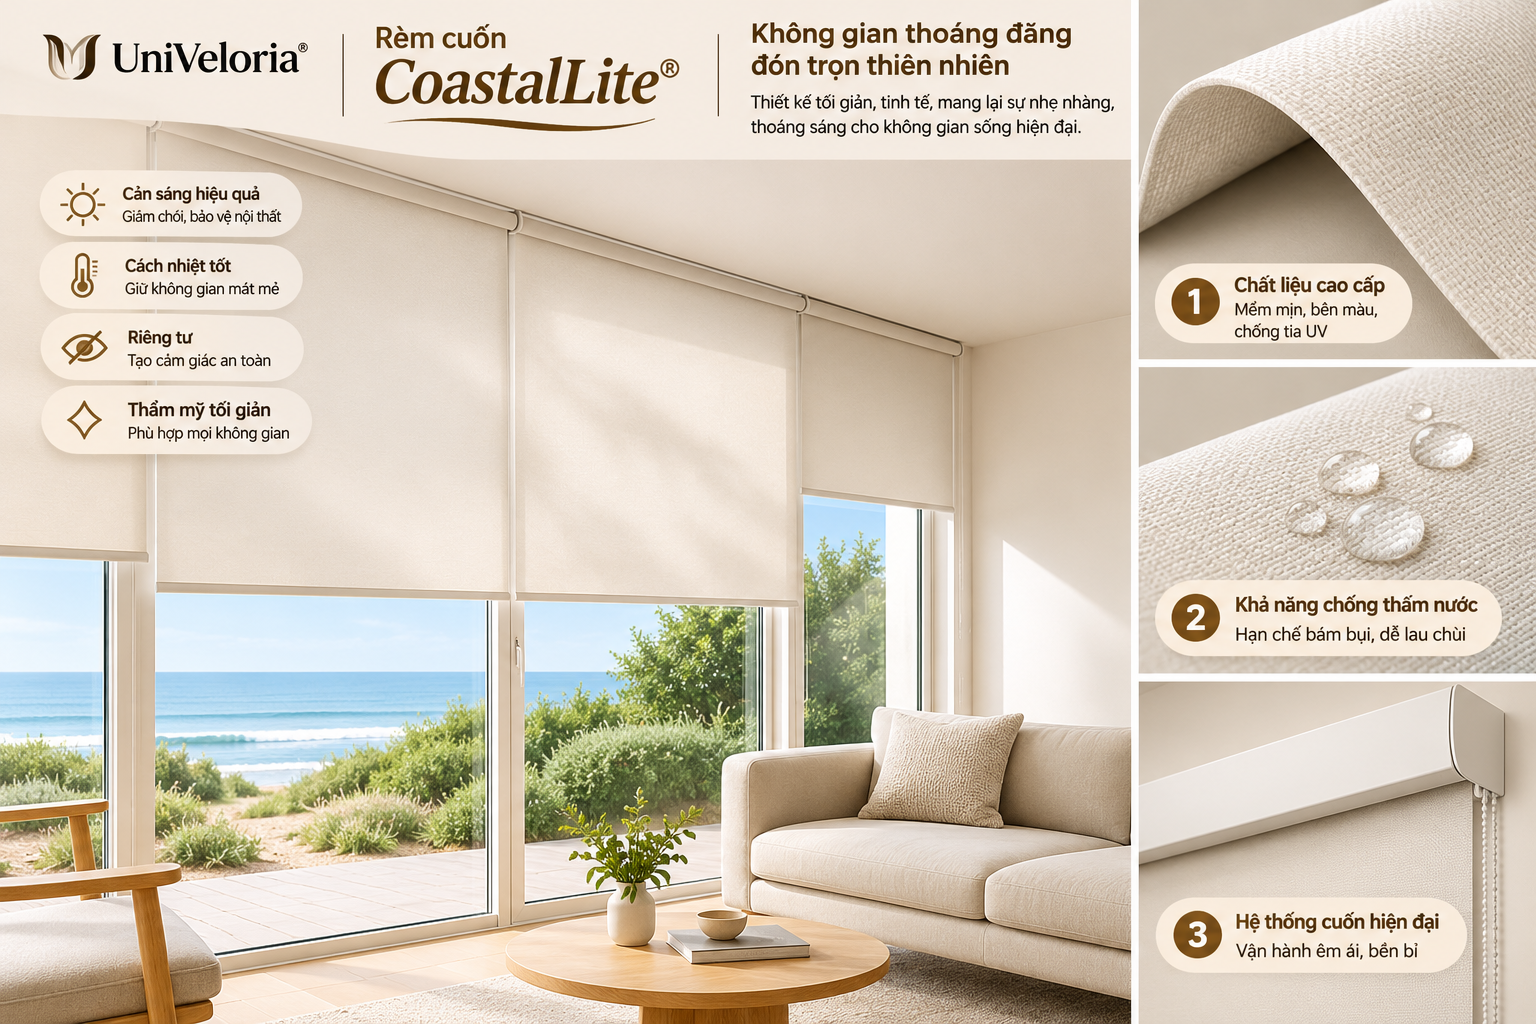 UniVeloria®
Rèm cuốn
CoastalLite®
Không gian thoáng đãng
đón trọn thiên nhiên
Thiết kế tối giản, tinh tế, mang lại sự nhẹ nhàng,
thoáng sáng cho không gian sống hiện đại.
Cản sáng hiệu quả
Giảm chói, bảo vệ nội thất
Cách nhiệt tốt
Giữ không gian mát mẻ
Riêng tư
Tạo cảm giác an toàn
Thẩm mỹ tối giản
Phù hợp mọi không gian
1
Chất liệu cao cấp
Mềm mịn, bền màu,
chống tia UV
2
Khả năng chống thấm nước
Hạn chế bám bụi, dễ lau chùi
3
Hệ thống cuốn hiện đại
Vận hành êm ái, bền bỉ